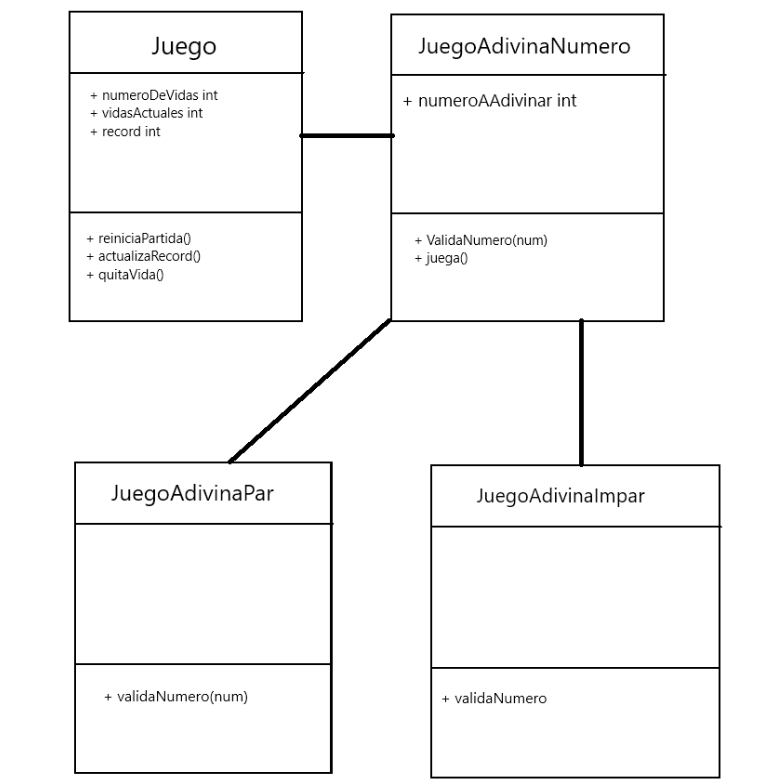 Juego
+ numeroDeVidas int
+ vidasActuales int
+ record int
+ reiniciaPartida()
+ actualizaRecord()
+ quitaVida()
JuegoAdivinaNumero
+ numeroAAdivinar int
+ ValidaNumero(num)
+ juega()
JuegoAdivinaPar
+ validaNumero(num)
JuegoAdivinaImpar
+ validaNumero